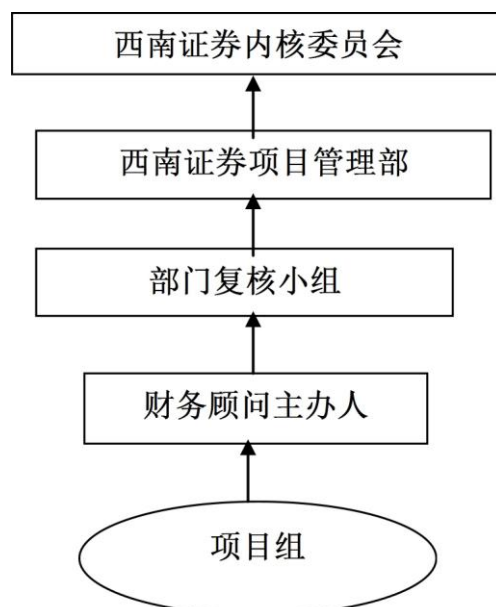 西南证券内核委员会
西南证券项目管理部
部门复核小组
财务顾问主办人
项目组